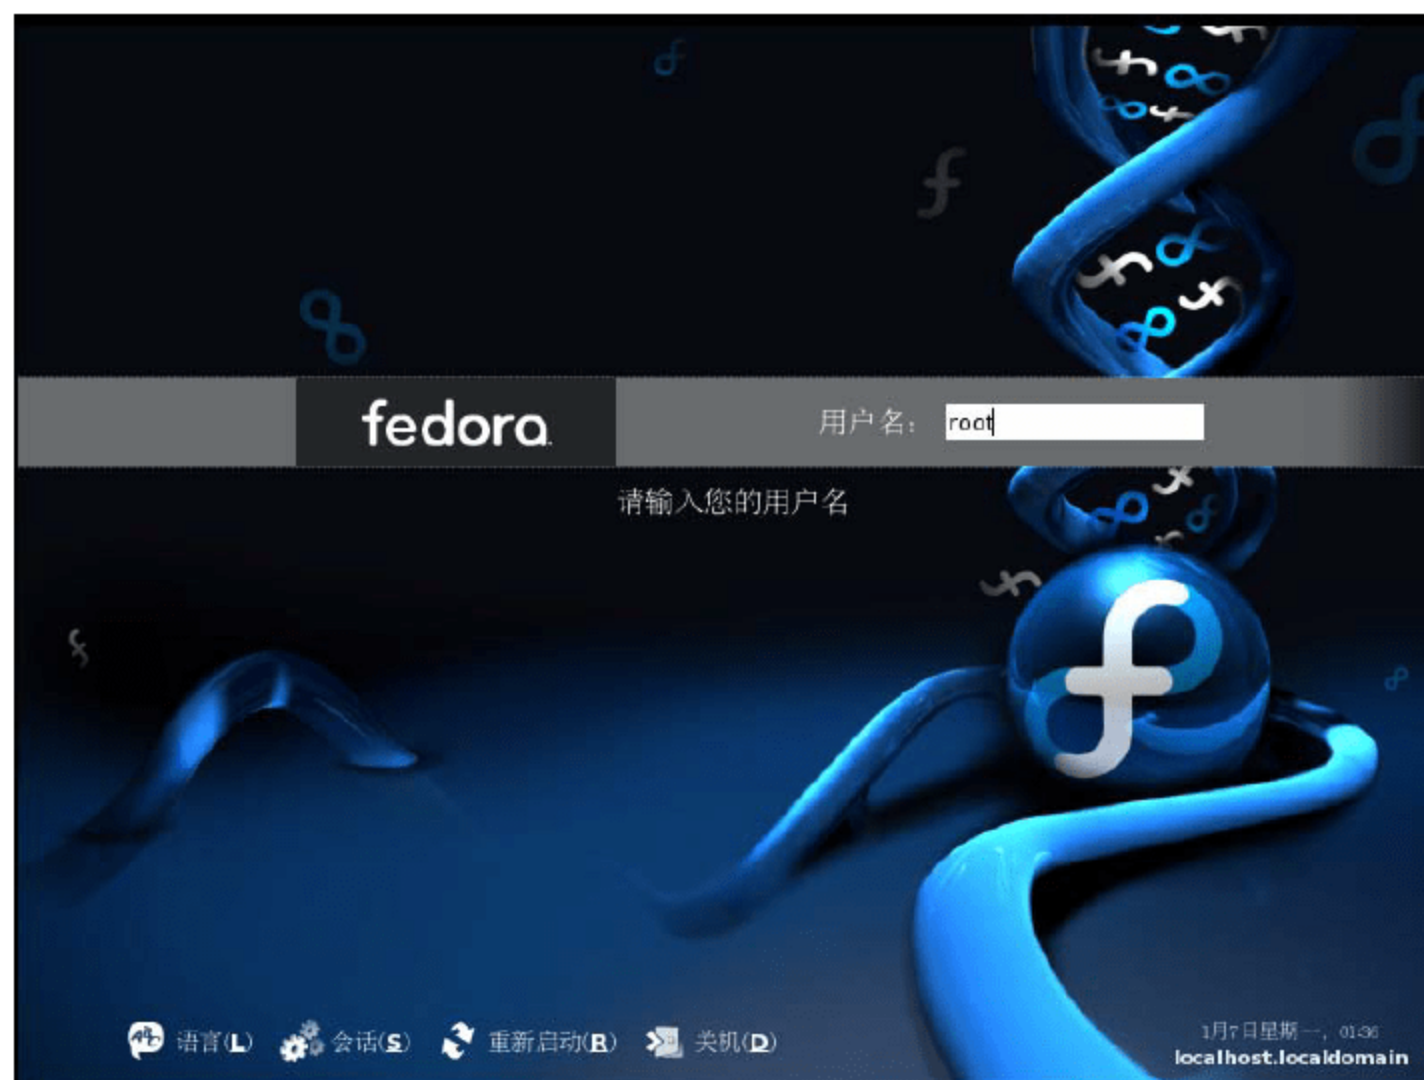 fedora
用户名： root
请输入您的用户名
语言(L) 会话(S) 重新启动(R) 关机(D)
1月7日星期一，01:36
localhost.localdomain